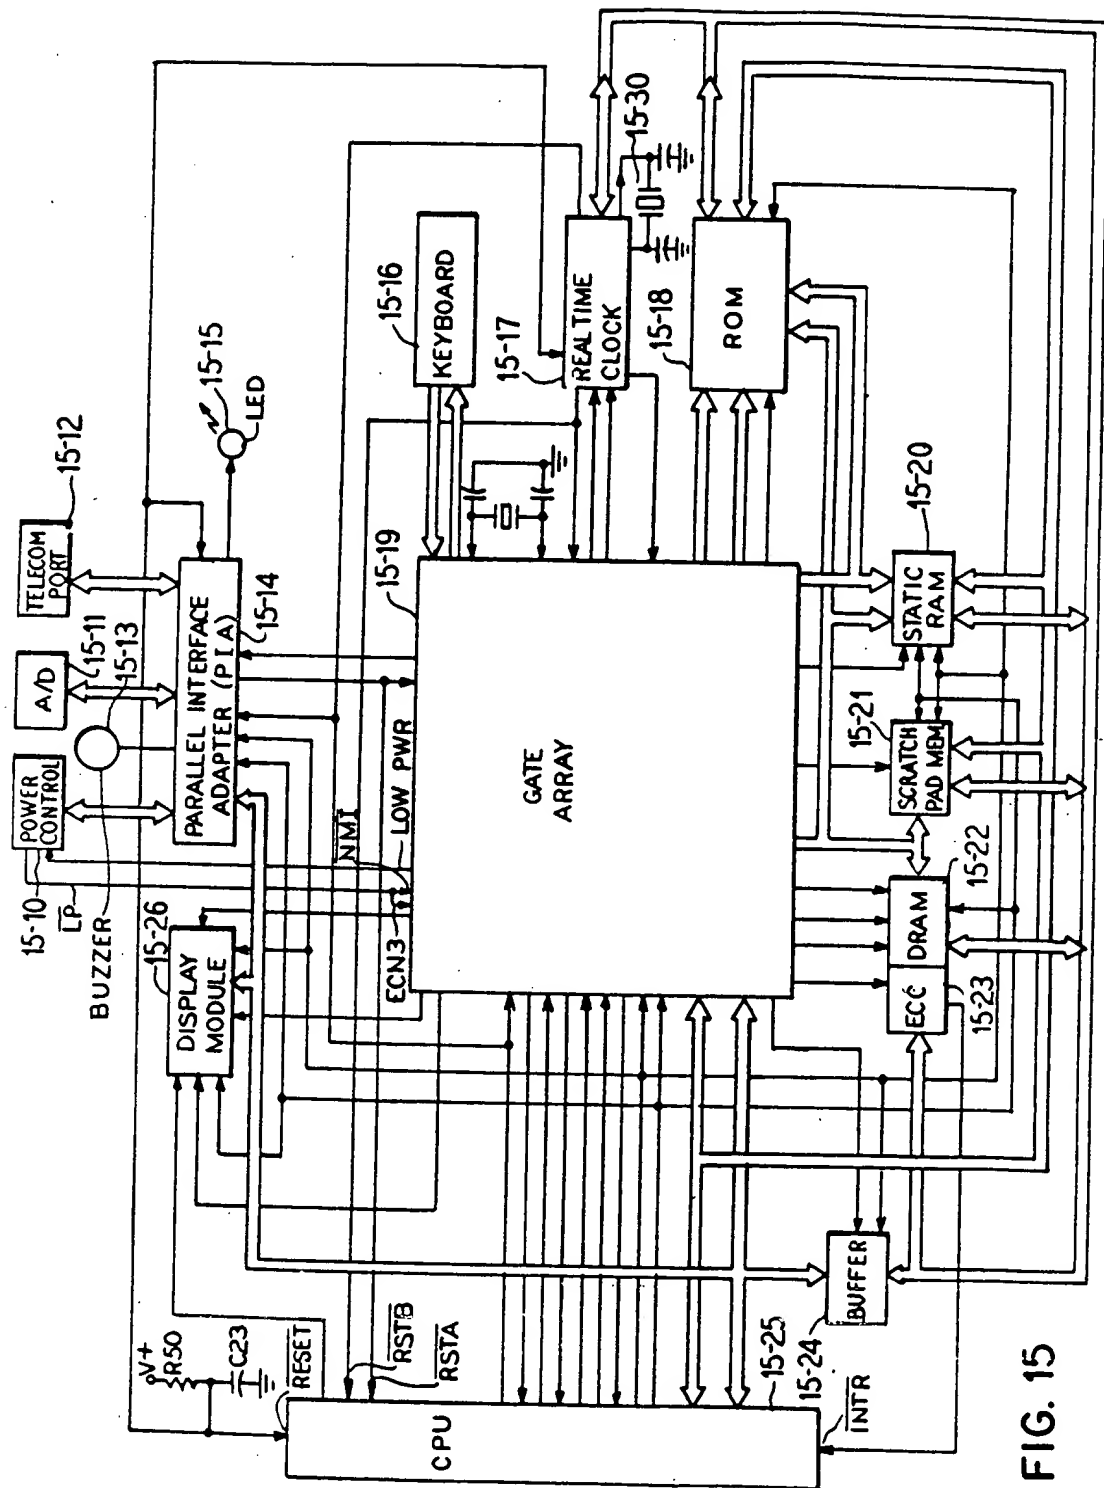 15-12
TELECOM
PORT
15-11
A/D
15-13
POWER
CONTROL
15-10
LP
BUZZER
15-26
DISPLAY
MODULE
PARALLEL INTERFACE
ADAPTER (PIA)
15-14
15-15
LED
15-16
KEYBOARD
15-17
REALTIME
CLOCK
15-30
15-18
ROM
15-19
GATE
ARRAY
LOW PWR
NMI
ECN3
15-20
STATIC
RAM
15-21
SCRATCH
PAD MEM
15-22
DRAM
ECC
15-23
BUFFER
15-24
15-25
CPU
INTR
RESET
RSTB
RSTA
V+
R50
C23
FIG. 15